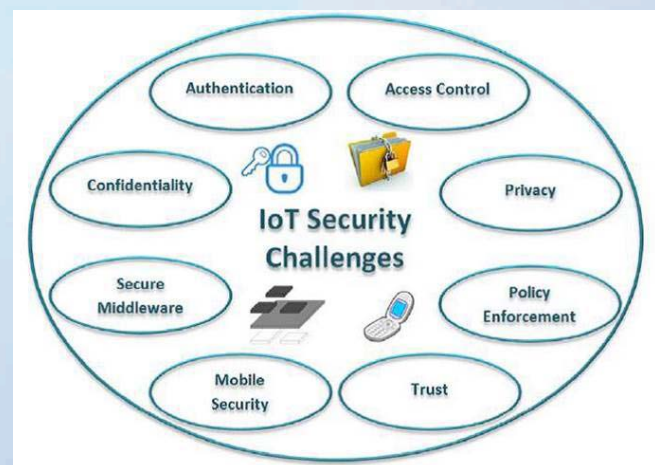 Authentication
Access Control
Confidentiality
IoT Security
Challenges
Privacy
Secure
Middleware
Policy
Enforcement
Mobile
Security
Trust